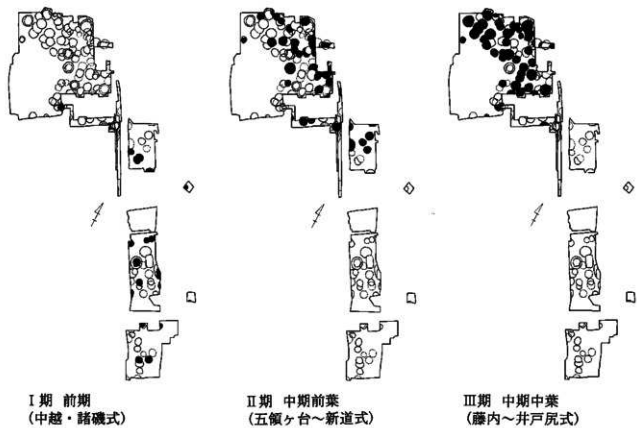 I期 前期
(中越・諸磯式)
II期 中期前葉
(五領ヶ台〜新道式)
III期 中期中葉
(藤内〜井戸尻式)